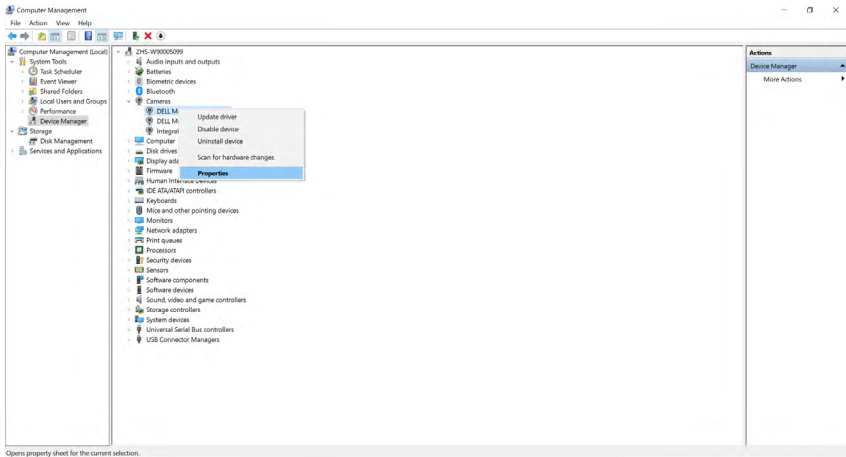 Computer Management
File Action View Help
Computer Management (Local)
System Tools
Task Scheduler
Event Viewer
Shared Folders
Local Users and Groups
Performance
Device Manager
Storage
Disk Management
Services and Applications
ZHS-W90005099
Audio inputs and outputs
Batteries
Biometric devices
Bluetooth
Cameras
DELL M
DELL M
Integrat
Computer
Disk drives
Display ada
Firmware
Human Interface Devices
IDE ATA/ATAPI controllers
Keyboards
Mice and other pointing devices
Monitors
Network adapters
Print queues
Processors
Security devices
Sensors
Software components
Software devices
Sound, video and game controllers
Storage controllers
System devices
Universal Serial Bus controllers
USB Connector Managers
Update driver
Disable device
Uninstall device
Scan for hardware changes
Properties
Actions
Device Manager
More Actions
Opens property sheet for the current selection.